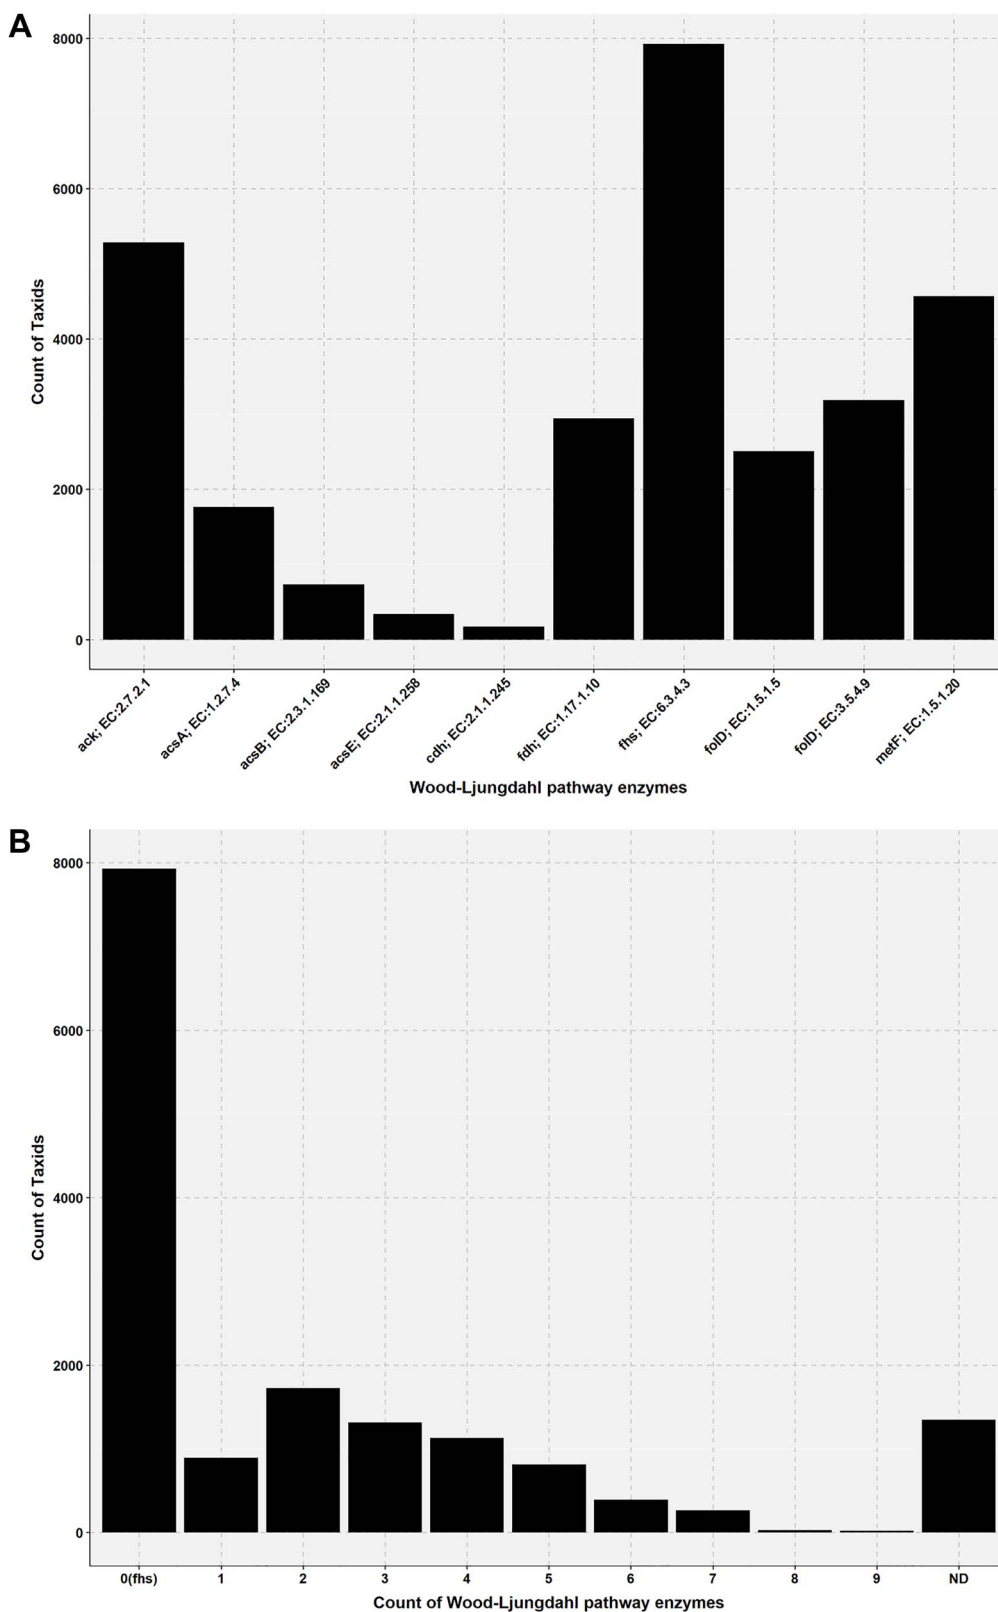 A
8000
6000
4000
2000
0
Count of Taxids
ack; EC:2.7.2.1
acsA; EC:1.2.7.4
acsB; EC:2.3.1.169
acsE; EC:2.1.1.258
cdh; EC:2.1.1.245
fdh; EC:1.17.1.10
fhs; EC:6.3.4.3
folD; EC:1.5.1.5
folD; EC:3.5.4.9
metF; EC:1.5.1.20
Wood-Ljungdahl pathway enzymes
B
8000
6000
4000
2000
0
Count of Taxids
0(fhs) 1 2 3 4 5 6 7 8 9 ND
Count of Wood-Ljungdahl pathway enzymes